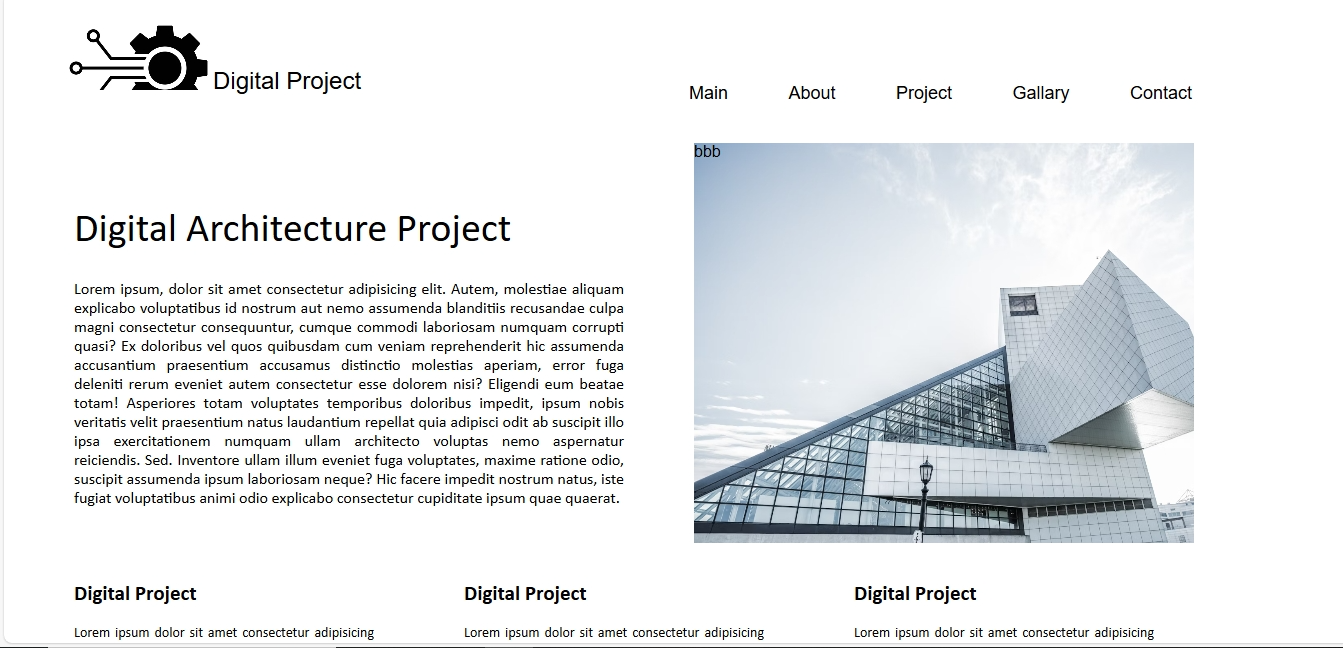 Digital Project
Main About Project Gallary Contact
bbb
Digital Architecture Project
Lorem ipsum, dolor sit amet consectetur adipisicing elit. Autem, molestiae aliquam
explicabo voluptatibus id nostrum aut nemo assumenda blanditiis recusandae culpa
magni consectetur consequuntur, cumque commodi laboriosam numquam corrupti
quasi? Ex doloribus vel quos quibusdam cum veniam reprehenderit hic assumenda
accusantium praesentium accusamus distinctio molestias aperiam, error fuga
deleniti rerum eveniet autem consectetur esse dolorem nisi? Eligendi eum beatae
totam! Asperiores totam voluptates temporibus doloribus impedit, ipsum nobis
veritatis velit praesentium natus laudantium repellat quia adipisci odit ab suscipit illo
ipsa exercitationem numquam ullam architecto voluptas nemo aspernatur
reiciendis. Sed. Inventore ullam illum eveniet fuga voluptates, maxime ratione odio,
suscipit assumenda ipsum laboriosam neque? Hic facere impedit nostrum natus, iste
fugiat voluptatibus animi odio explicabo consectetur cupiditate ipsum quae quaerat.
Digital Project
Lorem ipsum dolor sit amet consectetur adipisicing
Digital Project
Lorem ipsum dolor sit amet consectetur adipisicing
Digital Project
Lorem ipsum dolor sit amet consectetur adipisicing